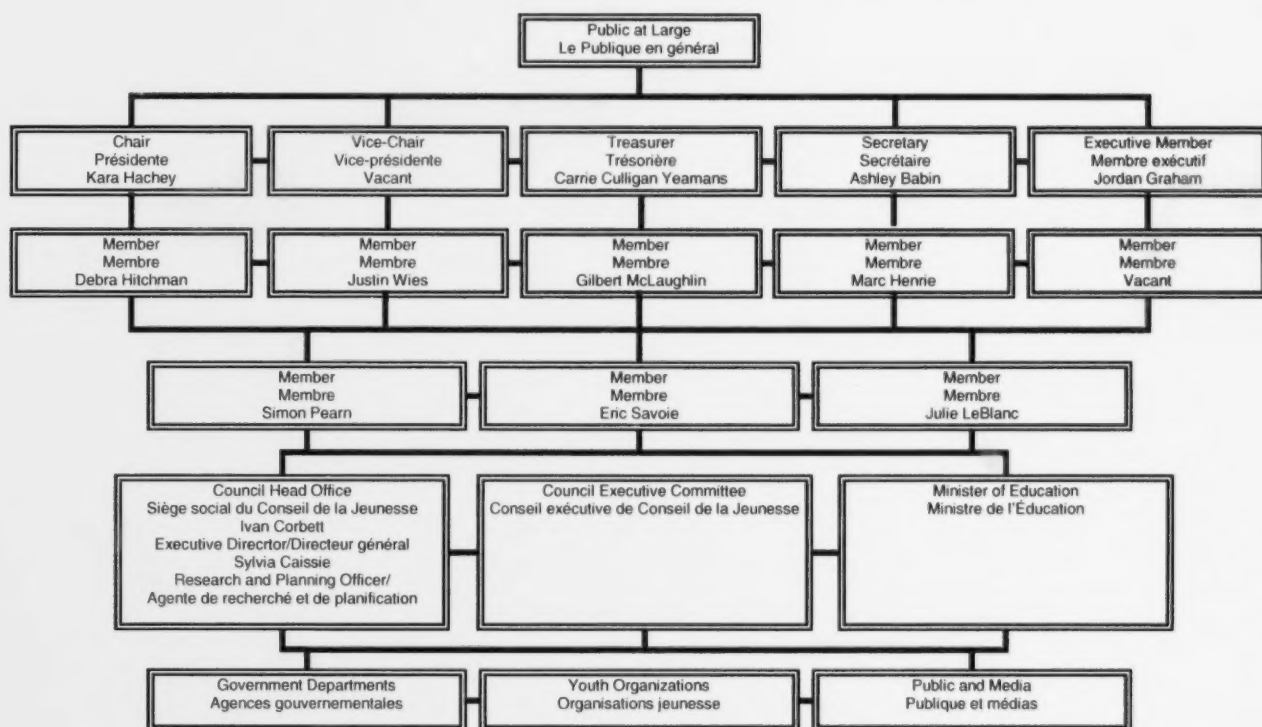 Public at Large
Le Publique en général
Chair
Présidente
Kara Hachey
Vice-Chair
Vice-présidente
Vacant
Treasurer
Trésorière
Carrie Culligan Yeamans
Secretary
Secrétaire
Ashley Babin
Executive Member
Membre exécutif
Jordan Graham
Member
Membre
Debra Hitchman
Member
Membre
Justin Wies
Member
Membre
Gilbert McLaughlin
Member
Membre
Marc Henrie
Member
Membre
Vacant
Member
Membre
Simon Pearn
Member
Membre
Eric Savoie
Member
Membre
Julie LeBlanc
Council Head Office
Siège social du Conseil de la Jeunesse
Ivan Corbett
Executive Direcrtor/Directeur général
Sylvia Caissie
Research and Planning Officer/
Agente de recherché et de planification
Council Executive Committee
Conseil exécutive de Conseil de la Jeunesse
Minister of Education
Ministre de l'Éducation
Government Departments
Agences gouvernementales
Youth Organizations
Organisations jeunesse
Public and Media
Publique et médias